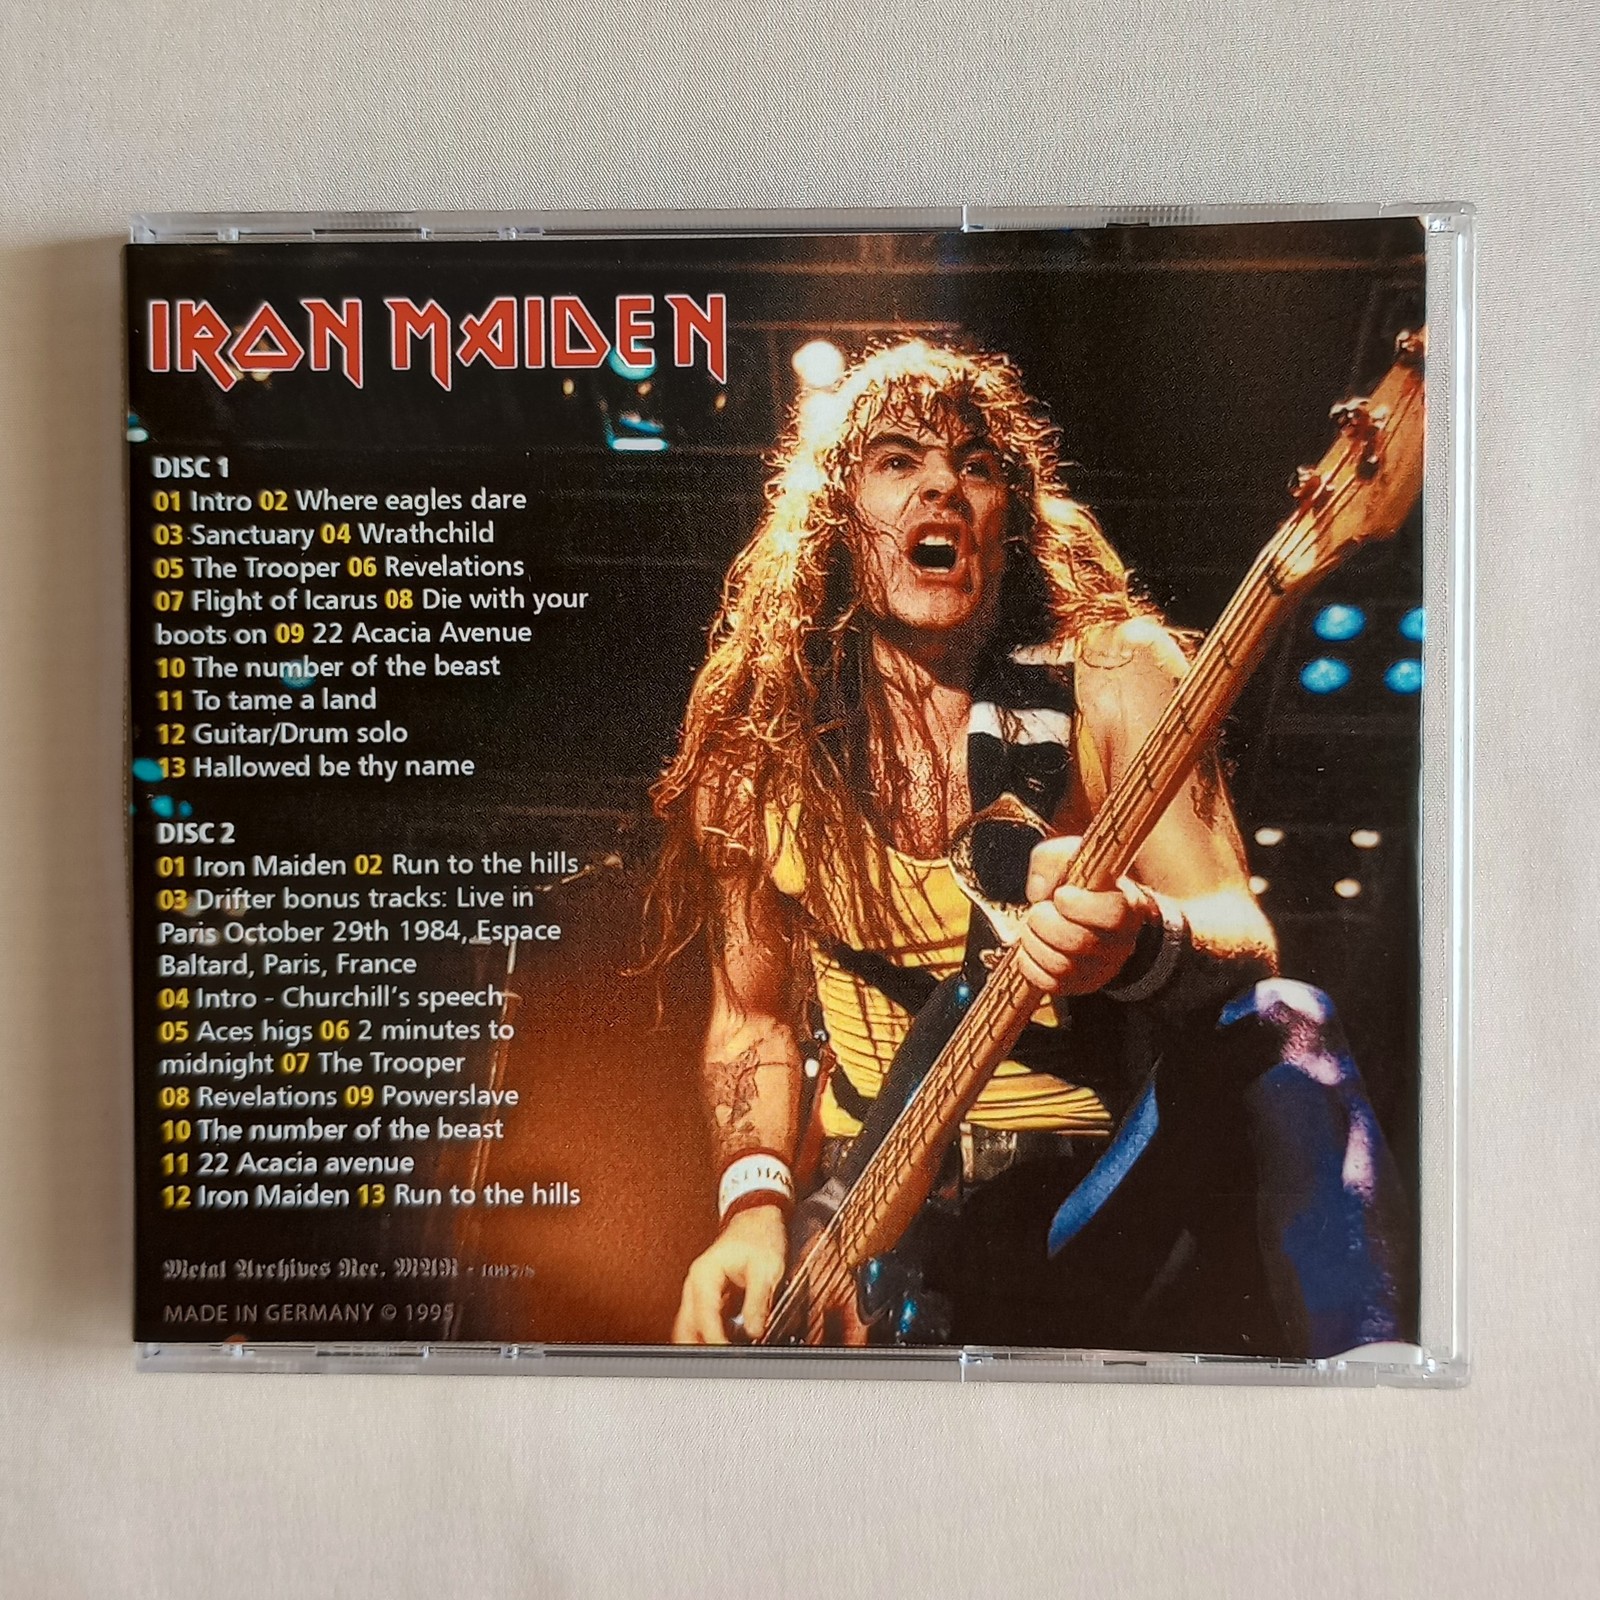 IRON MAIDEN
DISC 1
01 Intro 02 Where eagles dare
03 Sanctuary 04 Wrathchild
05 The Trooper 06 Revelations
07 Flight of Icarus 08 Die with your
boots on 09 22 Acacia Avenue
10 The number of the beast
11 To tame a land
12 Guitar/Drum solo
13 Hallowed be thy name
DISC 2
01 Iron Maiden 02 Run to the hills
03 Drifter bonus tracks: Live in
Paris October 29th 1984, Espace
Baltard, Paris, France
04 Intro - Churchill's speech
05 Aces higs 06 2 minutes to
midnight 07 The Trooper
08 Revelations 09 Powerslave
10 The number of the beast
11 22 Acacia avenue
12 Iron Maiden 13 Run to the hills
Metal Archives Rec. MAR -
MADE IN GERMANY © 1995